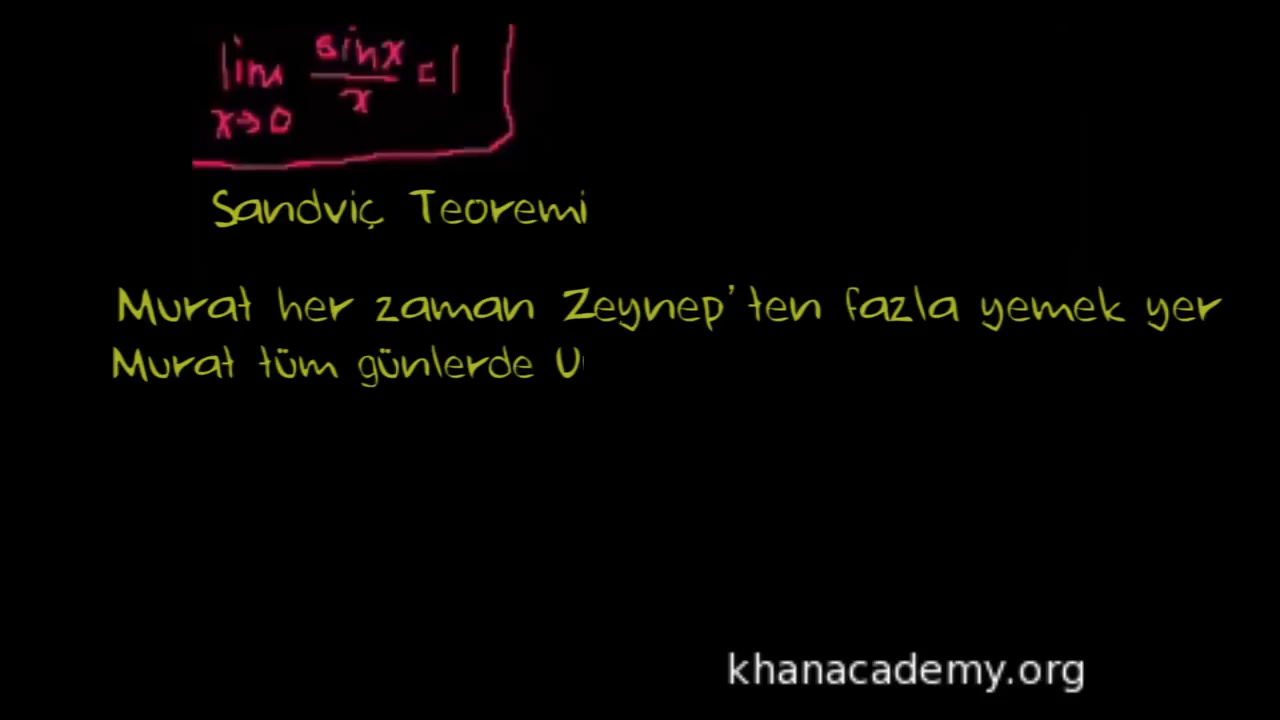 lim sinx/x = 1
x→0
Sandviç Teoremi
Murat her zaman Zeynep'ten fazla yemek yer
Murat tüm günlerde
khanacademy.org